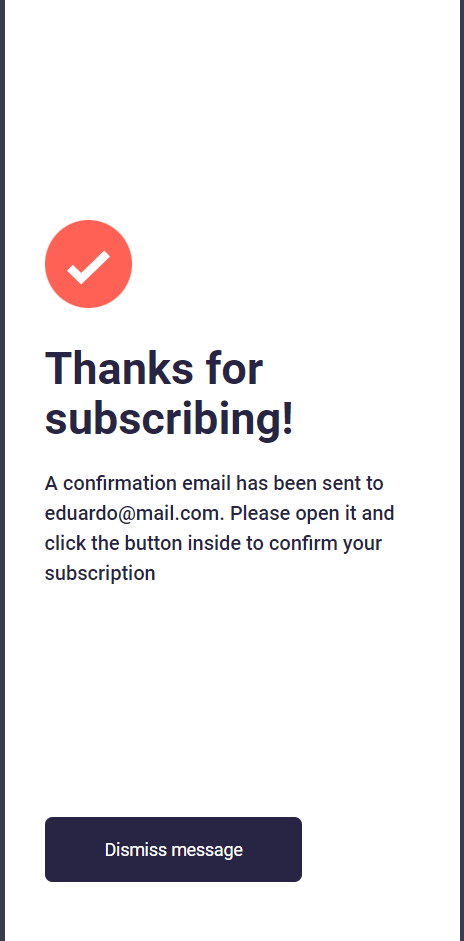 Thanks for
subscribing!
A confirmation email has been sent to
eduardo@mail.com. Please open it and
click the button inside to confirm your
subscription
Dismiss message